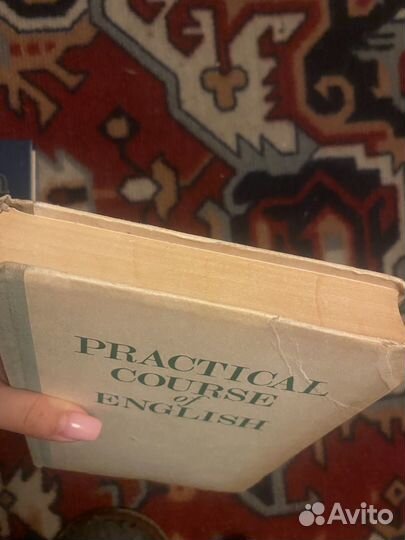 PRACTICAL
COURSE
of
ENGLISH
Avito